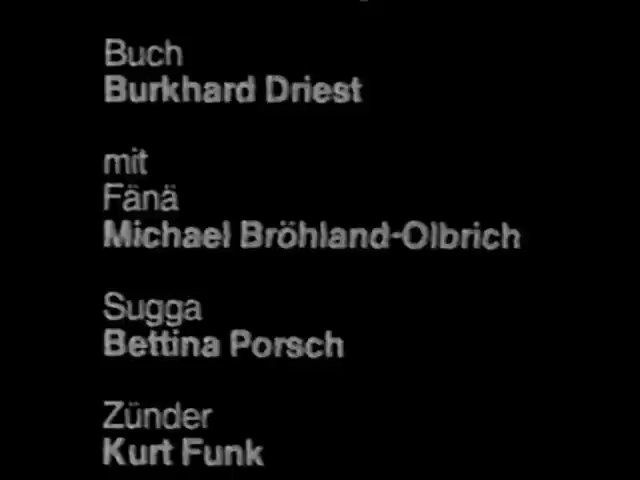 Buch
Burkhard Driest
mit
Fänä
Michael Bröhland-Olbrich
Sugga
Bettina Porsch
Zünder
Kurt Funk